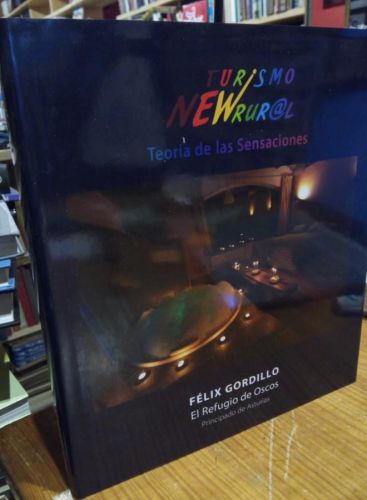 TURiSMO
NEWRUR@L
Teoría de las Sensaciones
FÉLIX GORDILLO
El Refugio de Oscos
Principado de Asturias